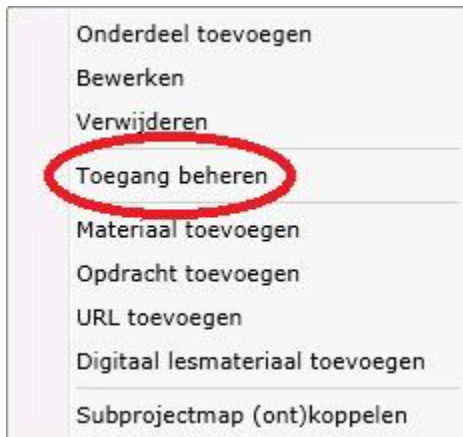 Onderdeel toevoegen
Bewerken
Verwijderen
Toegang beheren
Materiaal toevoegen
Opdracht toevoegen
URL toevoegen
Digitaal lesmateriaal toevoegen
Subprojectmap (ont)koppelen